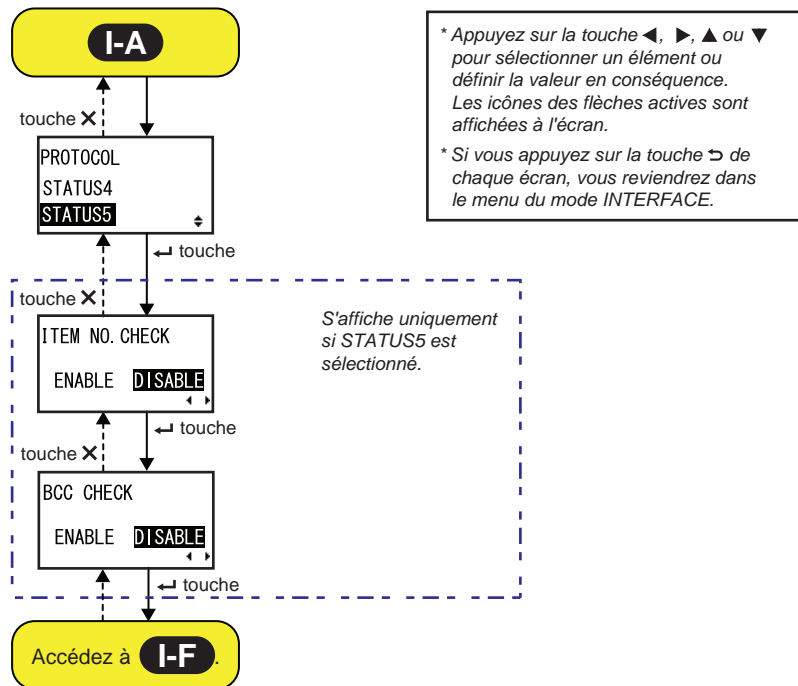 I-A
* Appuyez sur la touche ◀, ▶, ▲ ou ▼
pour sélectionner un élément ou
définir la valeur en conséquence.
Les icônes des flèches actives sont
affichées à l'écran.
* Si vous appuyez sur la touche ⮌ de
chaque écran, vous reviendrez dans
le menu du mode INTERFACE.
touche ✕
PROTOCOL
STATUS4
STATUS5
↵ touche
touche ✕
S'affiche uniquement
si STATUS5 est
sélectionné.
ITEM NO. CHECK
ENABLE DISABLE
↵ touche
touche ✕
BCC CHECK
ENABLE DISABLE
↵ touche
Accédez à I-F .